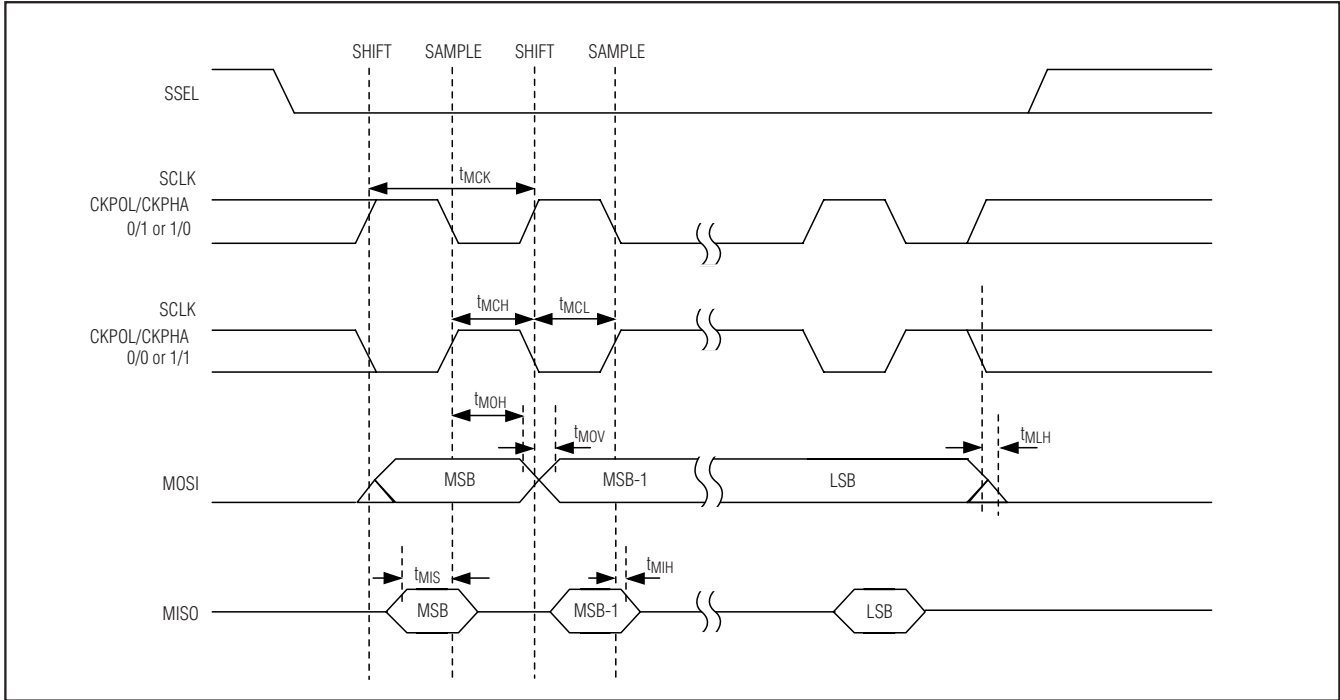 SHIFT SAMPLE SHIFT SAMPLE
SSEL
tMCK
SCLK
CKPOL/CKPHA
0/1 or 1/0
SCLK
CKPOL/CKPHA
0/0 or 1/1
tMCH tMCL
tMOH
tMOV
tMLH
MOSI MSB MSB-1 LSB
tMIS tMIH
MISO MSB MSB-1 LSB